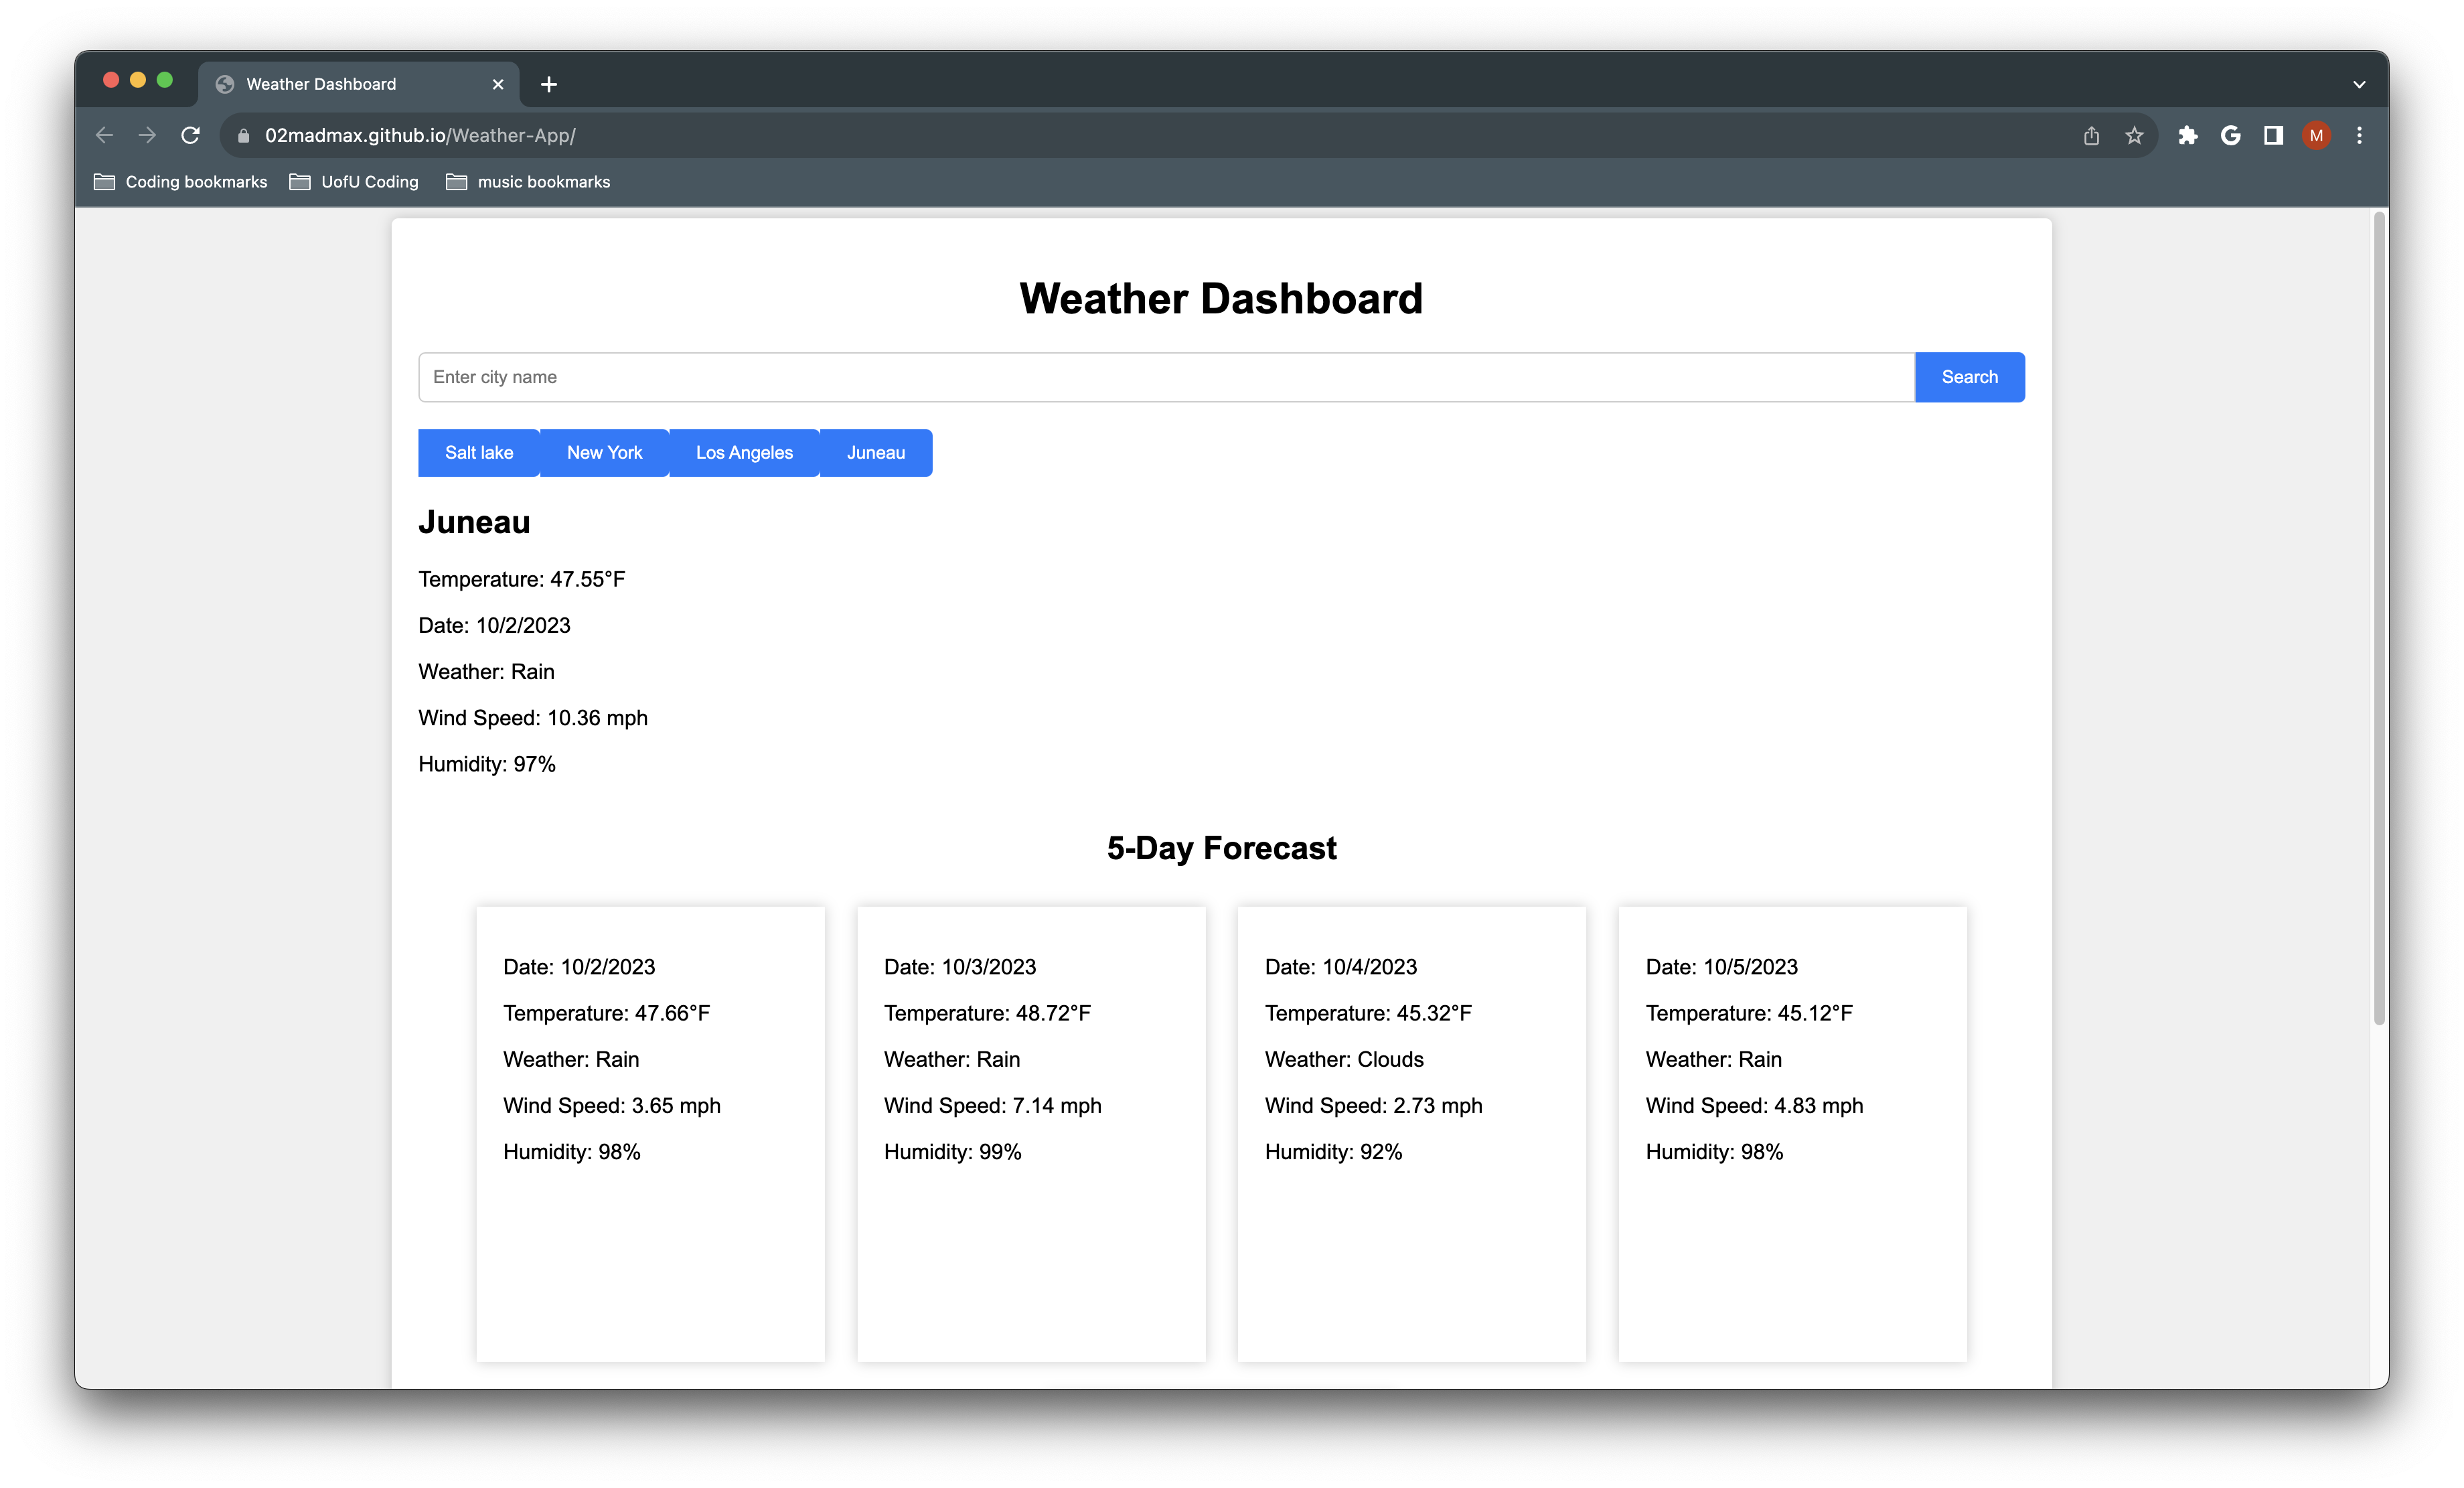 Weather Dashboard
02madmax.github.io/Weather-App/
M
Coding bookmarks UofU Coding music bookmarks
Weather Dashboard
Enter city name Search
Salt lake New York Los Angeles Juneau
Juneau
Temperature: 47.55°F
Date: 10/2/2023
Weather: Rain
Wind Speed: 10.36 mph
Humidity: 97%
5-Day Forecast
Date: 10/2/2023
Temperature: 47.66°F
Weather: Rain
Wind Speed: 3.65 mph
Humidity: 98%
Date: 10/3/2023
Temperature: 48.72°F
Weather: Rain
Wind Speed: 7.14 mph
Humidity: 99%
Date: 10/4/2023
Temperature: 45.32°F
Weather: Clouds
Wind Speed: 2.73 mph
Humidity: 92%
Date: 10/5/2023
Temperature: 45.12°F
Weather: Rain
Wind Speed: 4.83 mph
Humidity: 98%